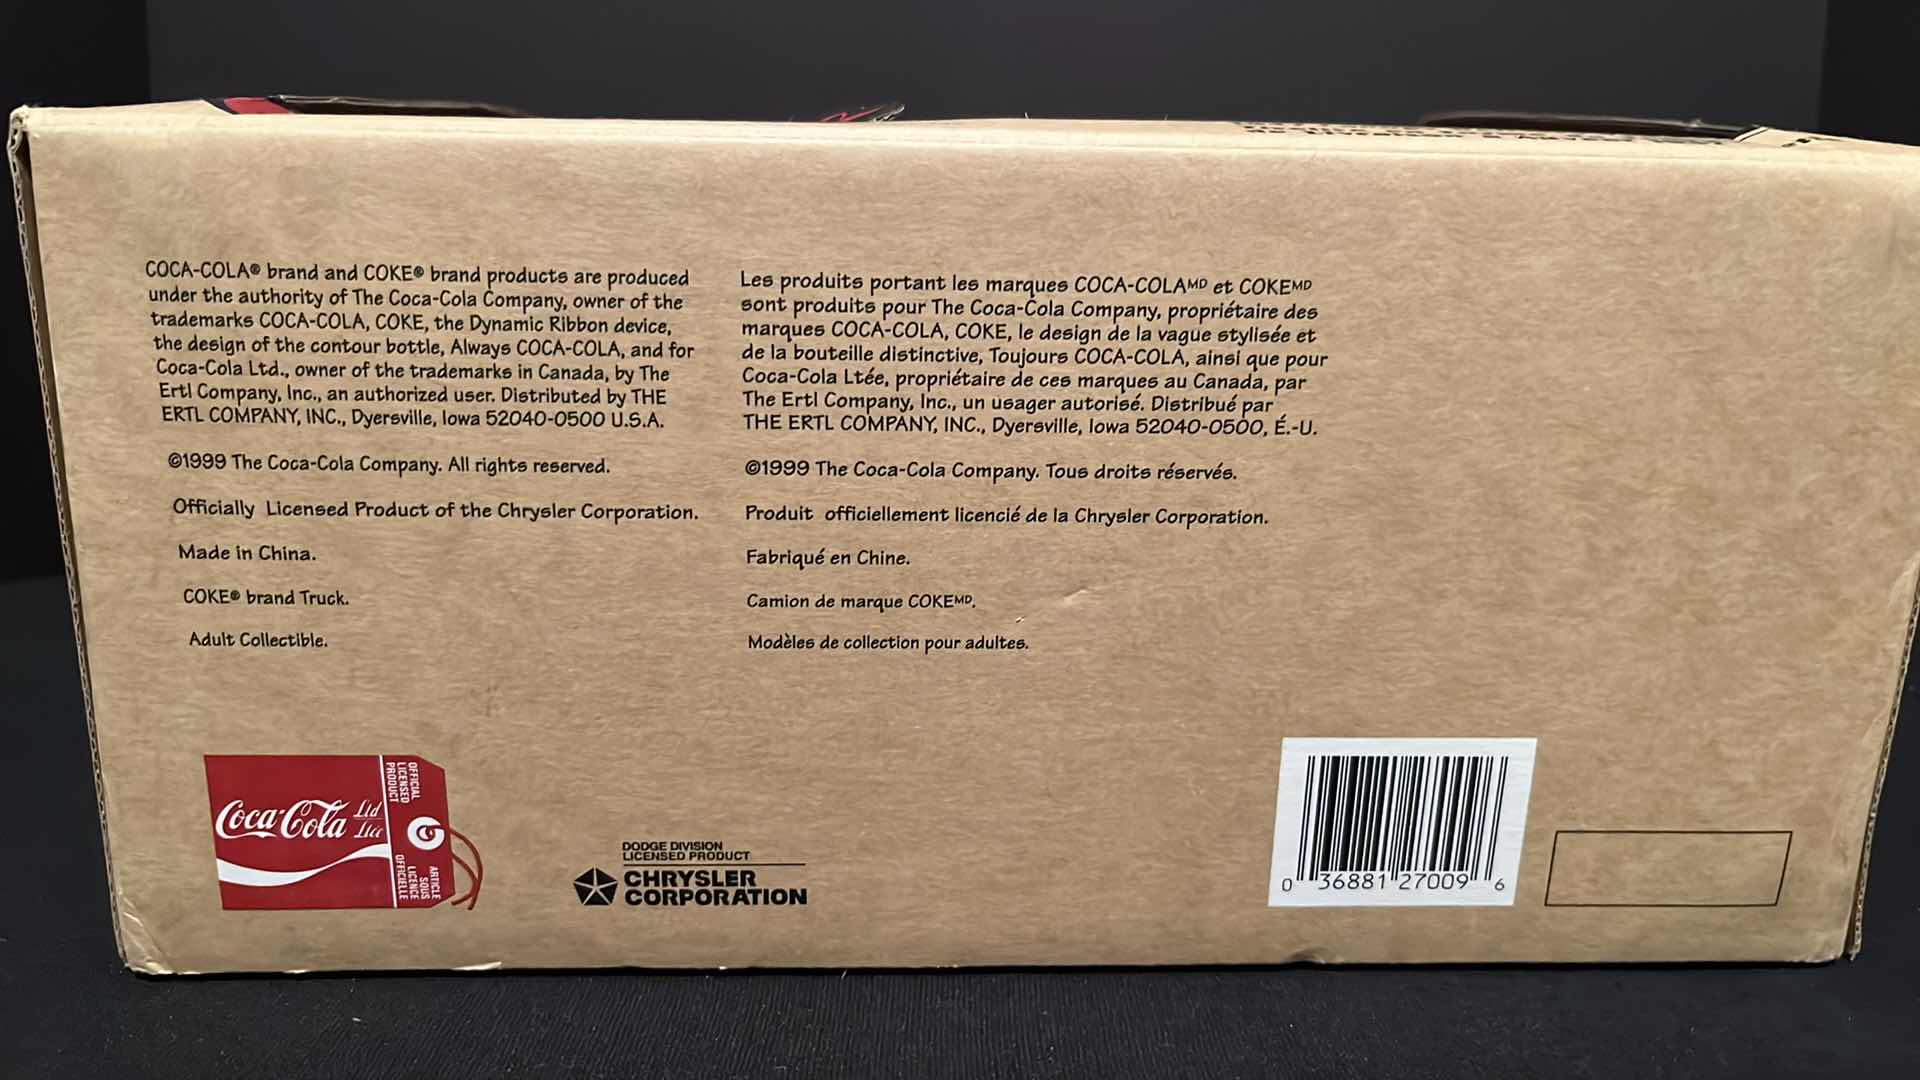 COCA-COLA® brand and COKE® brand products are produced
under the authority of The Coca-Cola Company, owner of the
trademarks COCA-COLA, COKE, the Dynamic Ribbon device,
the design of the contour bottle, Always COCA-COLA, and for
Coca-Cola Ltd., owner of the trademarks in Canada, by The
Ertl Company, Inc., an authorized user. Distributed by THE
ERTL COMPANY, INC., Dyersville, Iowa 52040-0500 U.S.A.
©1999 The Coca-Cola Company. All rights reserved.
Officially Licensed Product of the Chrysler Corporation.
Made in China.
COKE® brand Truck.
Adult Collectible.
Les produits portant les marques COCA-COLAMD et COKEMD
sont produits pour The Coca-Cola Company, propriétaire des
marques COCA-COLA, COKE, le design de la vague stylisée et
de la bouteille distinctive, Toujours COCA-COLA, ainsi que pour
Coca-Cola Ltée, propriétaire de ces marques au Canada, par
The Ertl Company, Inc., un usager autorisé. Distribué par
THE ERTL COMPANY, INC., Dyersville, Iowa 52040-0500, É.-U.
©1999 The Coca-Cola Company. Tous droits réservés.
Produit officiellement licencié de la Chrysler Corporation.
Fabriqué en Chine.
Camion de marque COKEMD.
Modèles de collection pour adultes.
Coca-Cola Ltd
Ltée
OFFICIAL
LICENSED
PRODUCT
ARTICLE
SOUS
LICENCE
OFFICIELLE
DODGE DIVISION
LICENSED PRODUCT
CHRYSLER
CORPORATION
0 36881 27009 6